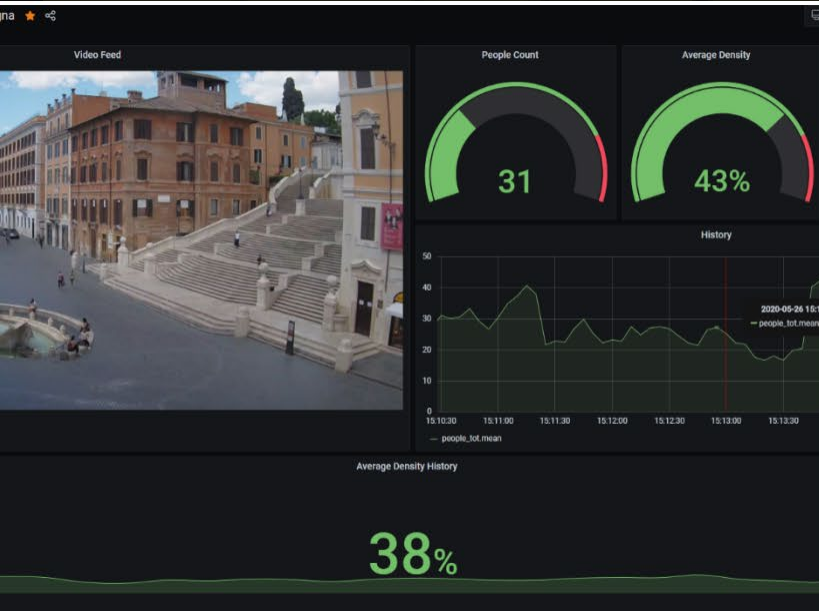 gna
Video Feed
People Count
Average Density
31
43%
History
50
40
30
20
10
0
2020-05-26 15:1
people_tot.mean
15:10:30 15:11:00 15:11:30 15:12:00 15:12:30 15:13:00 15:13:30
people_tot.mean
Average Density History
38%